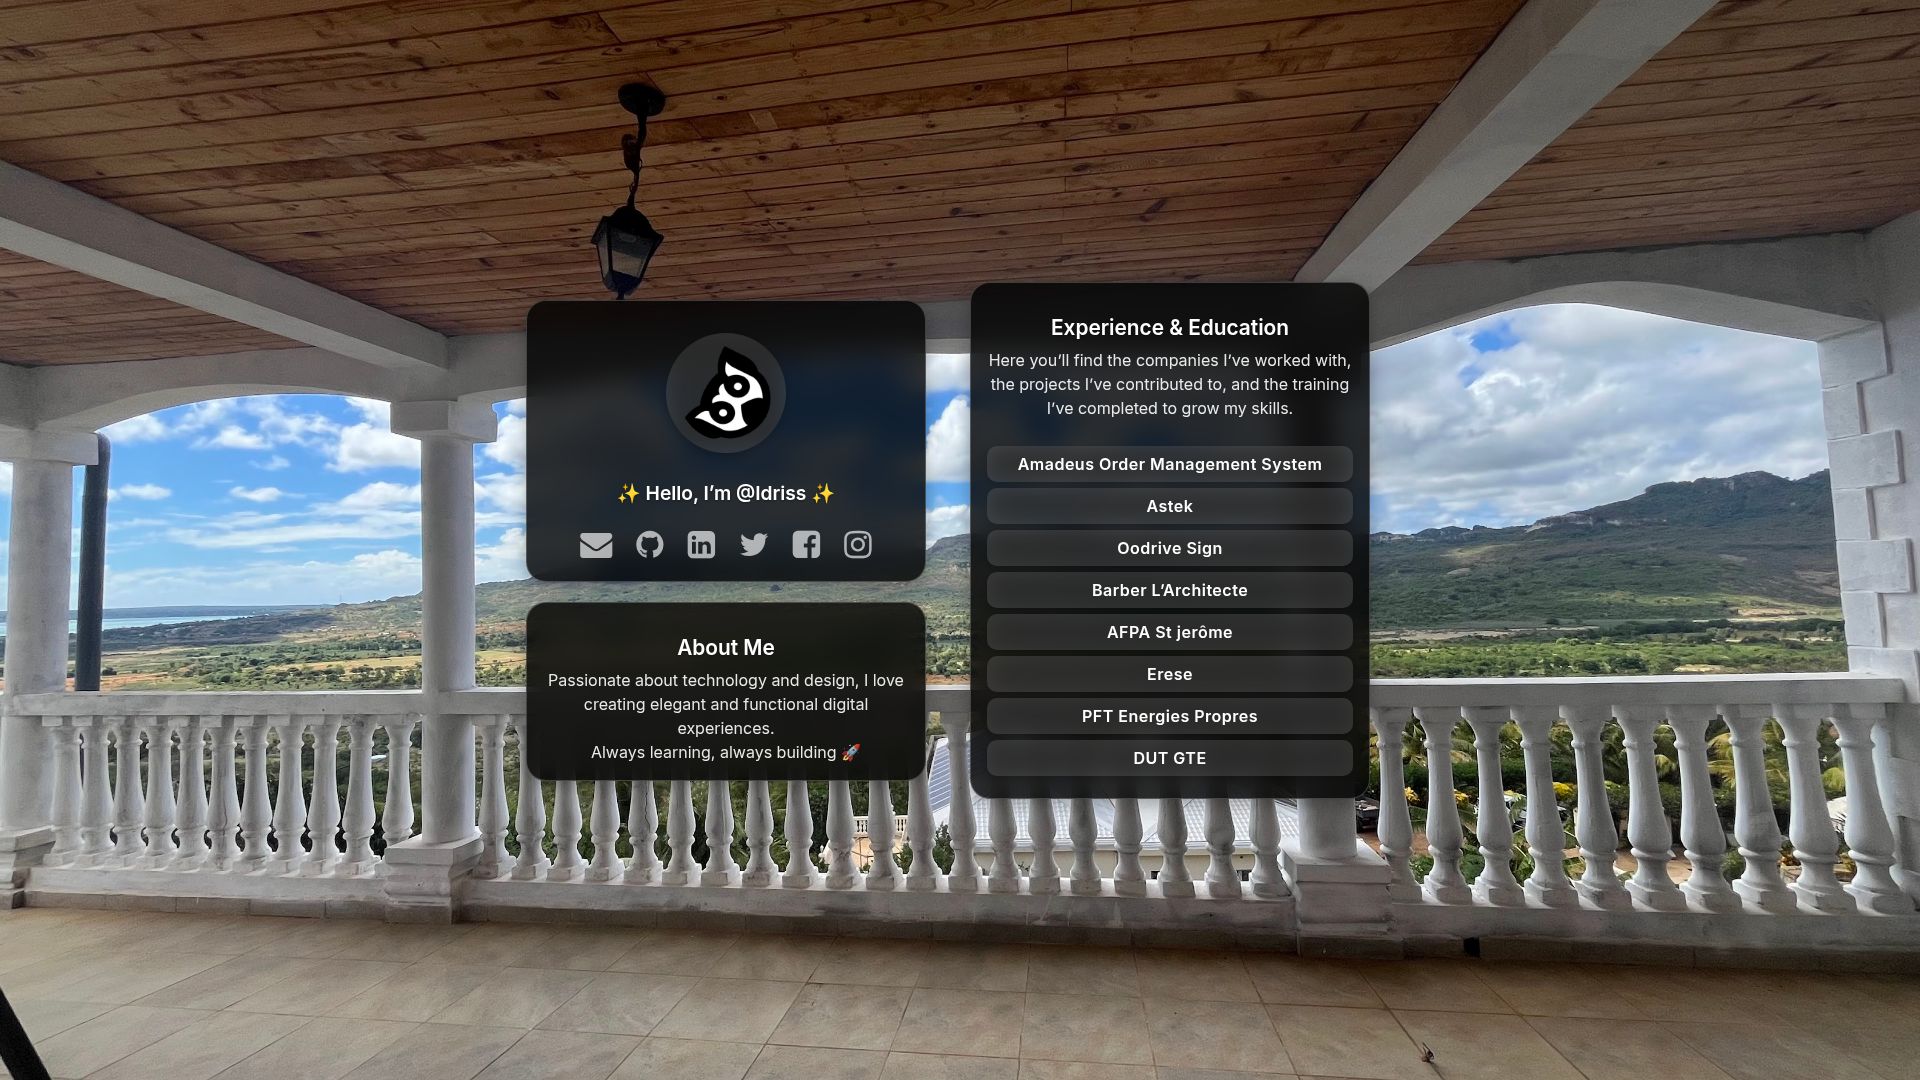 ✨ Hello, I’m @Idriss ✨
About Me
Passionate about technology and design, I love
creating elegant and functional digital
experiences.
Always learning, always building 🚀
Experience & Education
Here you’ll find the companies I’ve worked with,
the projects I’ve contributed to, and the training
I’ve completed to grow my skills.
Amadeus Order Management System
Astek
Oodrive Sign
Barber L’Architecte
AFPA St jerôme
Erese
PFT Energies Propres
DUT GTE